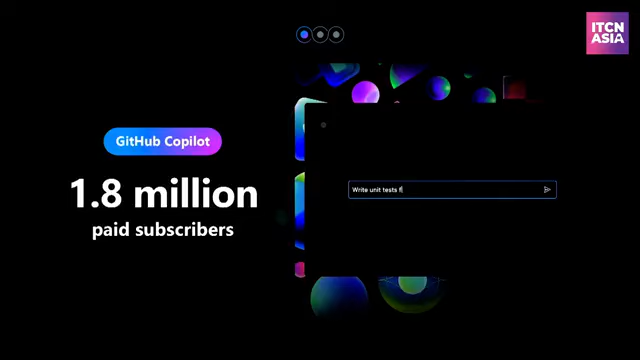 ITCN
ASIA
GitHub Copilot
1.8 million
paid subscribers
Write unit tests f